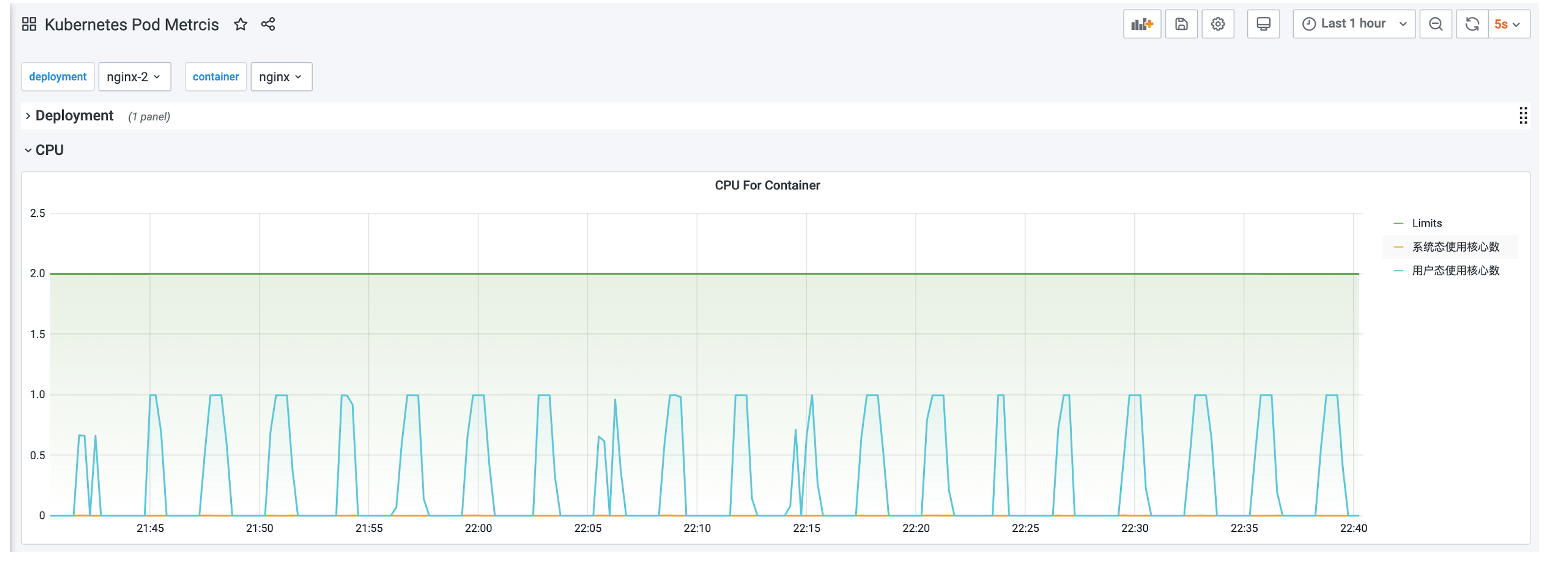 Kubernetes Pod Metrcis
Last 1 hour
5s
deployment nginx-2 container nginx
Deployment (1 panel)
CPU
CPU For Container
2.5
2.0
1.5
1.0
0.5
0
21:45 21:50 21:55 22:00 22:05 22:10 22:15 22:20 22:25 22:30 22:35 22:40
Limits
系统态使用核心数
用户态使用核心数